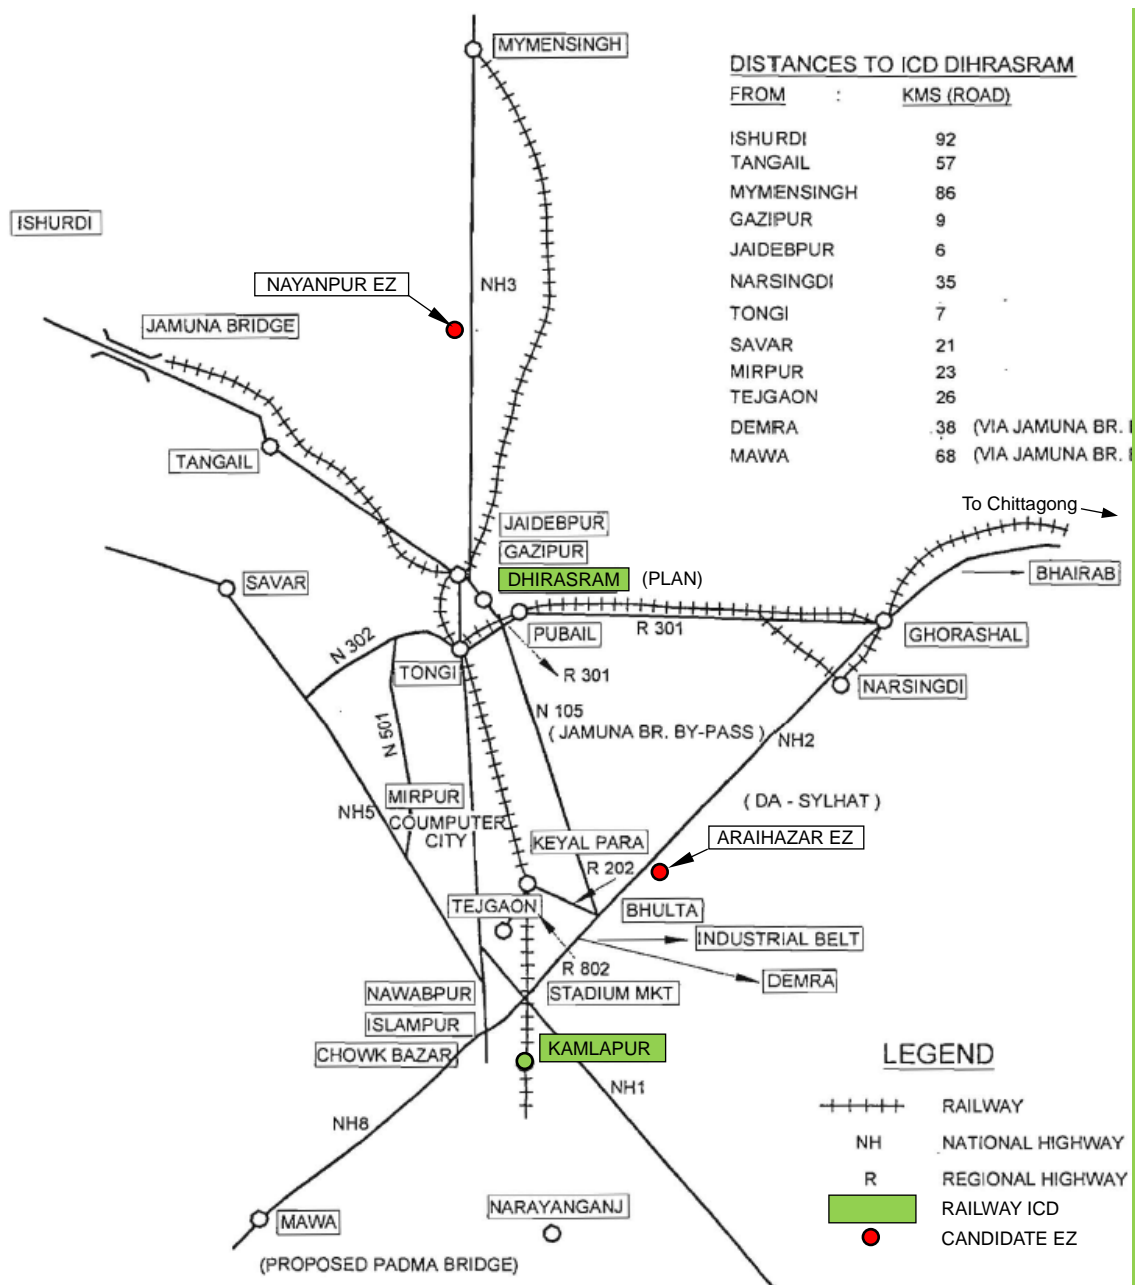 MYMENSINGH
DISTANCES TO ICD DIHRASRAM
FROM : KMS (ROAD)
ISHURDI 92
TANGAIL 57
MYMENSINGH 86
GAZIPUR 9
JAIDEBPUR 6
NARSINGDI 35
TONGI 7
SAVAR 21
MIRPUR 23
TEJGAON 26
DEMRA 38 (VIA JAMUNA BR.
MAWA 68 (VIA JAMUNA BR.
ISHURDI
NAYANPUR EZ
NH3
JAMUNA BRIDGE
TANGAIL
To Chittagong
JAIDEBPUR
GAZIPUR
DHIRASRAM (PLAN)
BHAIRAB
SAVAR
PUBAIL
R 301
GHORASHAL
N 302
TONGI
R 301
NARSINGDI
N 105
(JAMUNA BR. BY-PASS)
N 501
NH2
MIRPUR
NH5
COUMPUTER
CITY
(DA - SYLHAT)
ARAIHAZAR EZ
KEYAL PARA
R 202
TEJGAON
BHULTA
INDUSTRIAL BELT
R 802
DEMRA
NAWABPUR
STADIUM MKT
ISLAMPUR
CHOWK BAZAR
KAMLAPUR
NH1
NH8
LEGEND
RAILWAY
NH NATIONAL HIGHWAY
R REGIONAL HIGHWAY
RAILWAY ICD
CANDIDATE EZ
NARAYANGANJ
MAWA
(PROPOSED PADMA BRIDGE)